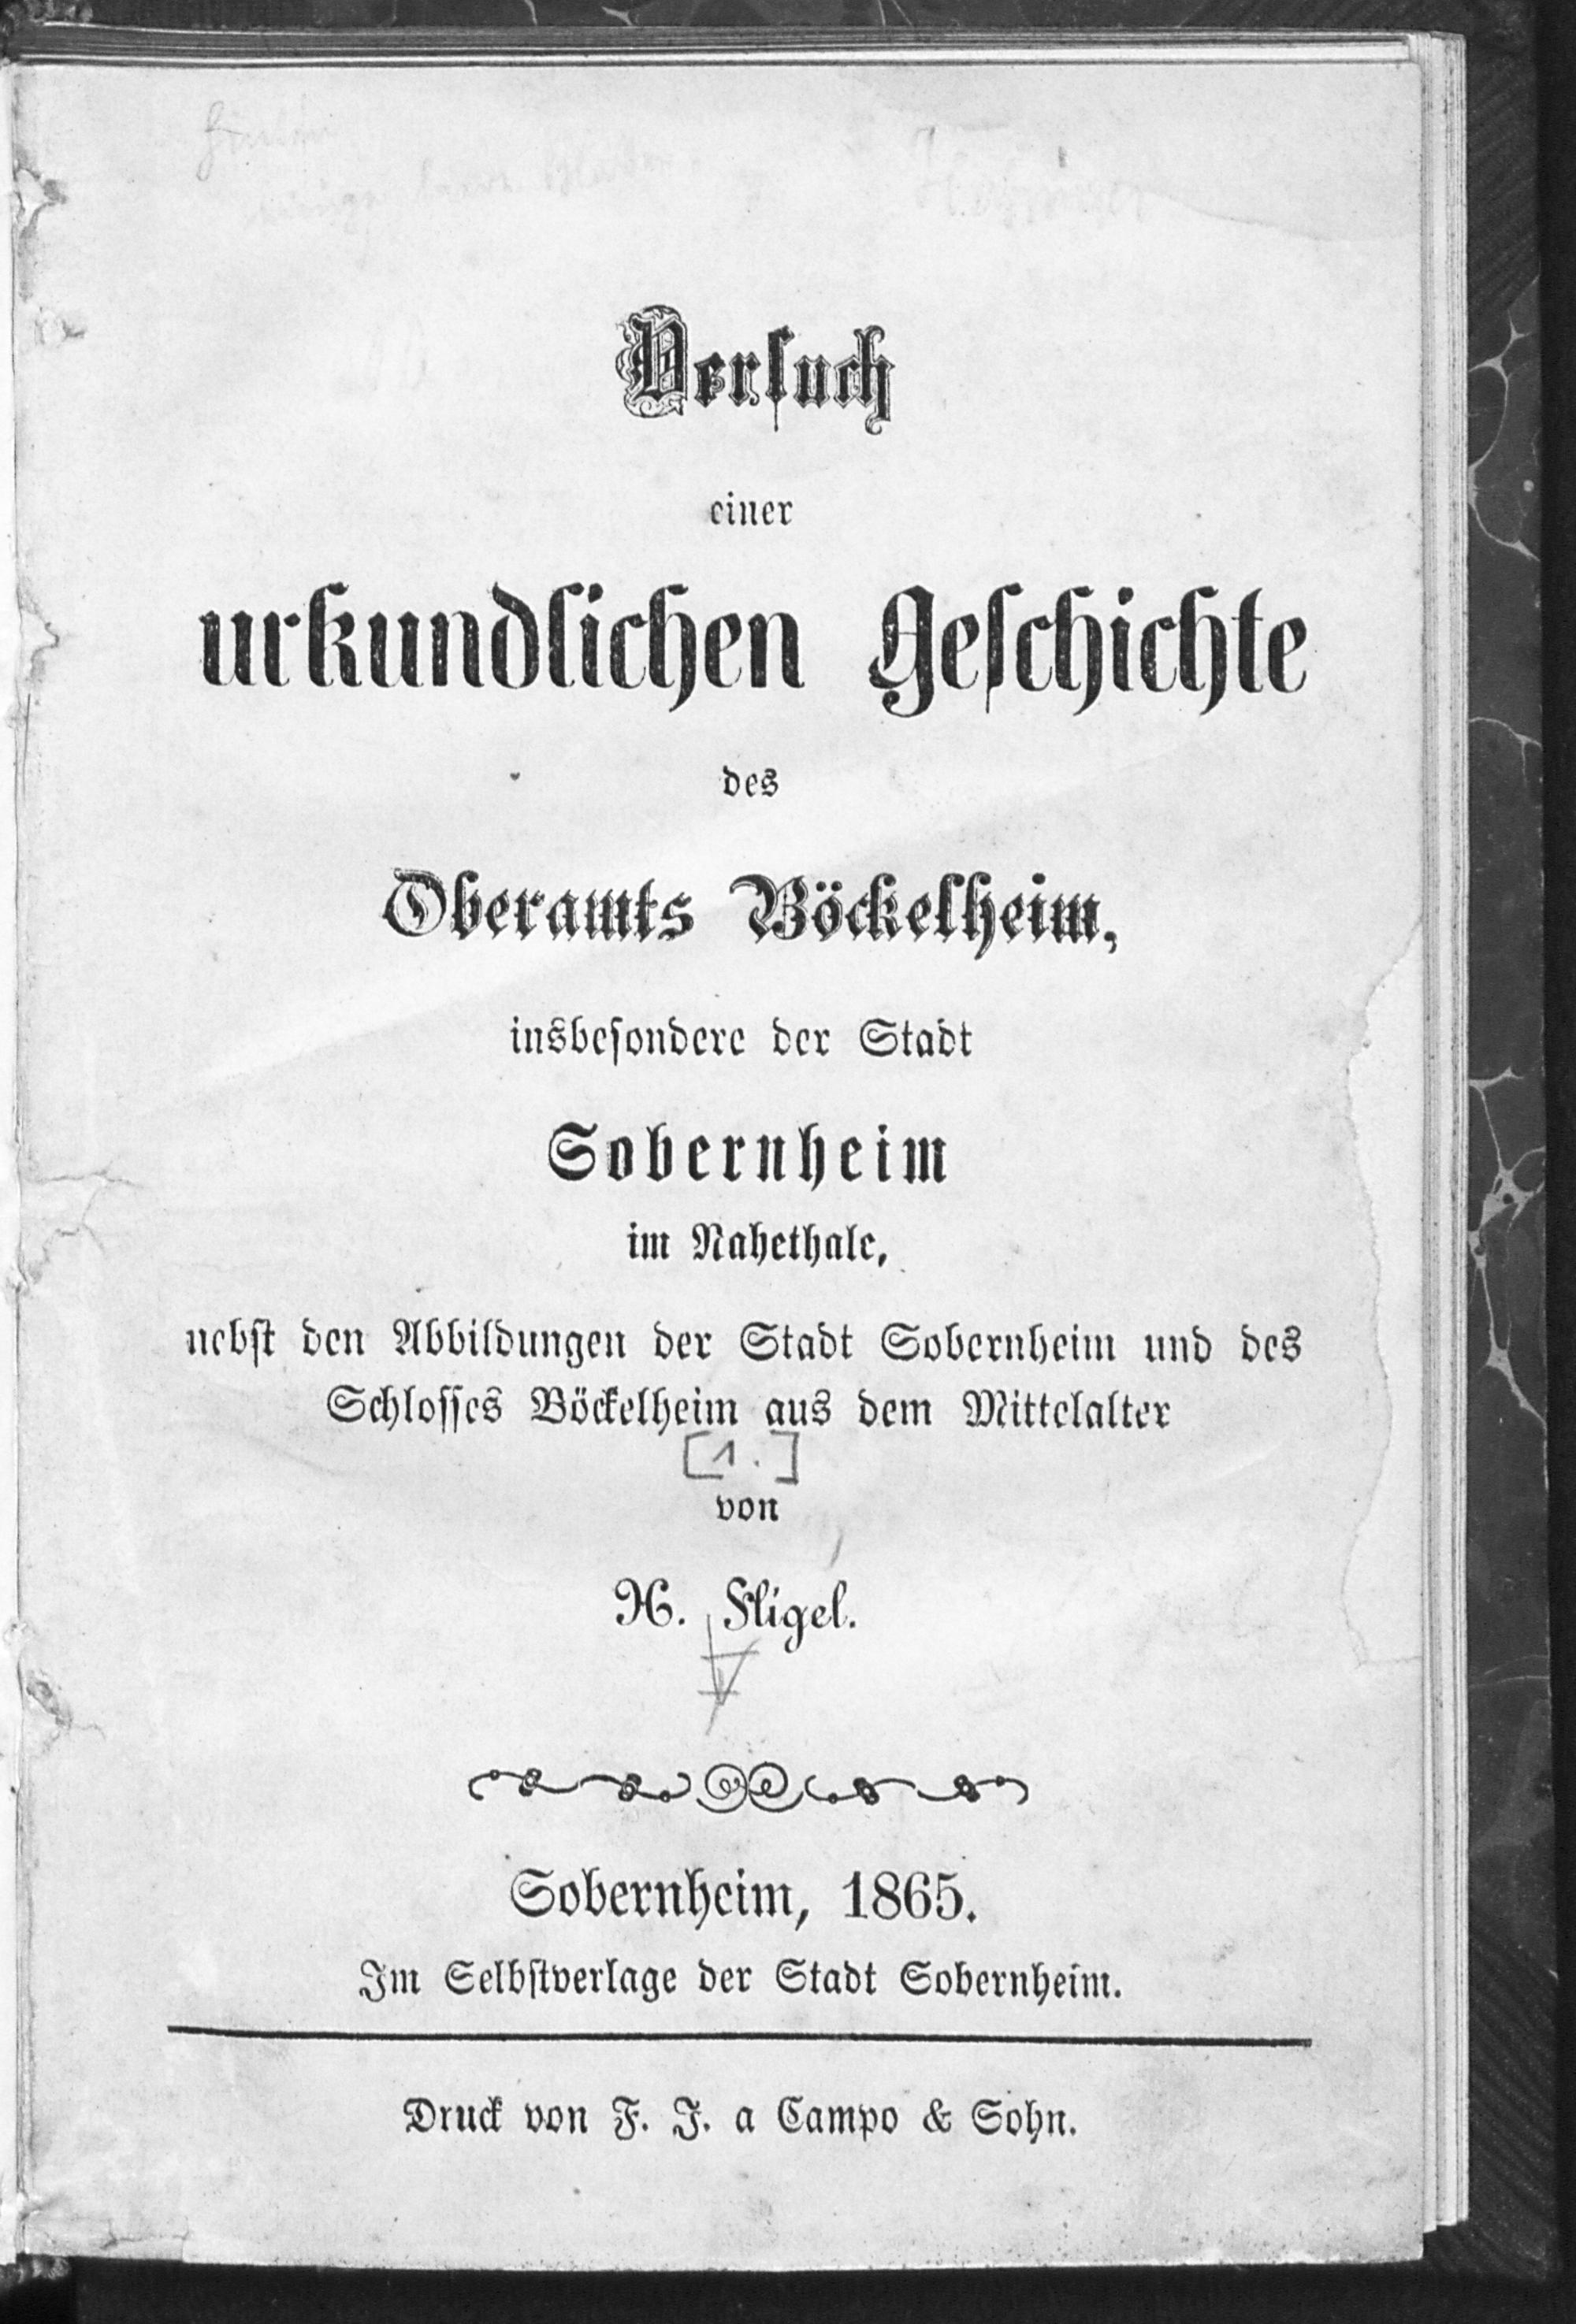 Versuch
einer
urkundlichen Geschichte
des
Oberamts Böckelheim,
insbesondere der Stadt
Sobernheim
im Nahethale,
nebst den Abbildungen der Stadt Sobernheim und des
Schlosses Böckelheim aus dem Mittelalter
[1.]
von
H. Fligel.
Sobernheim, 1865.
Im Selbstverlage der Stadt Sobernheim.
Druck von F. J. a Campo & Sohn.